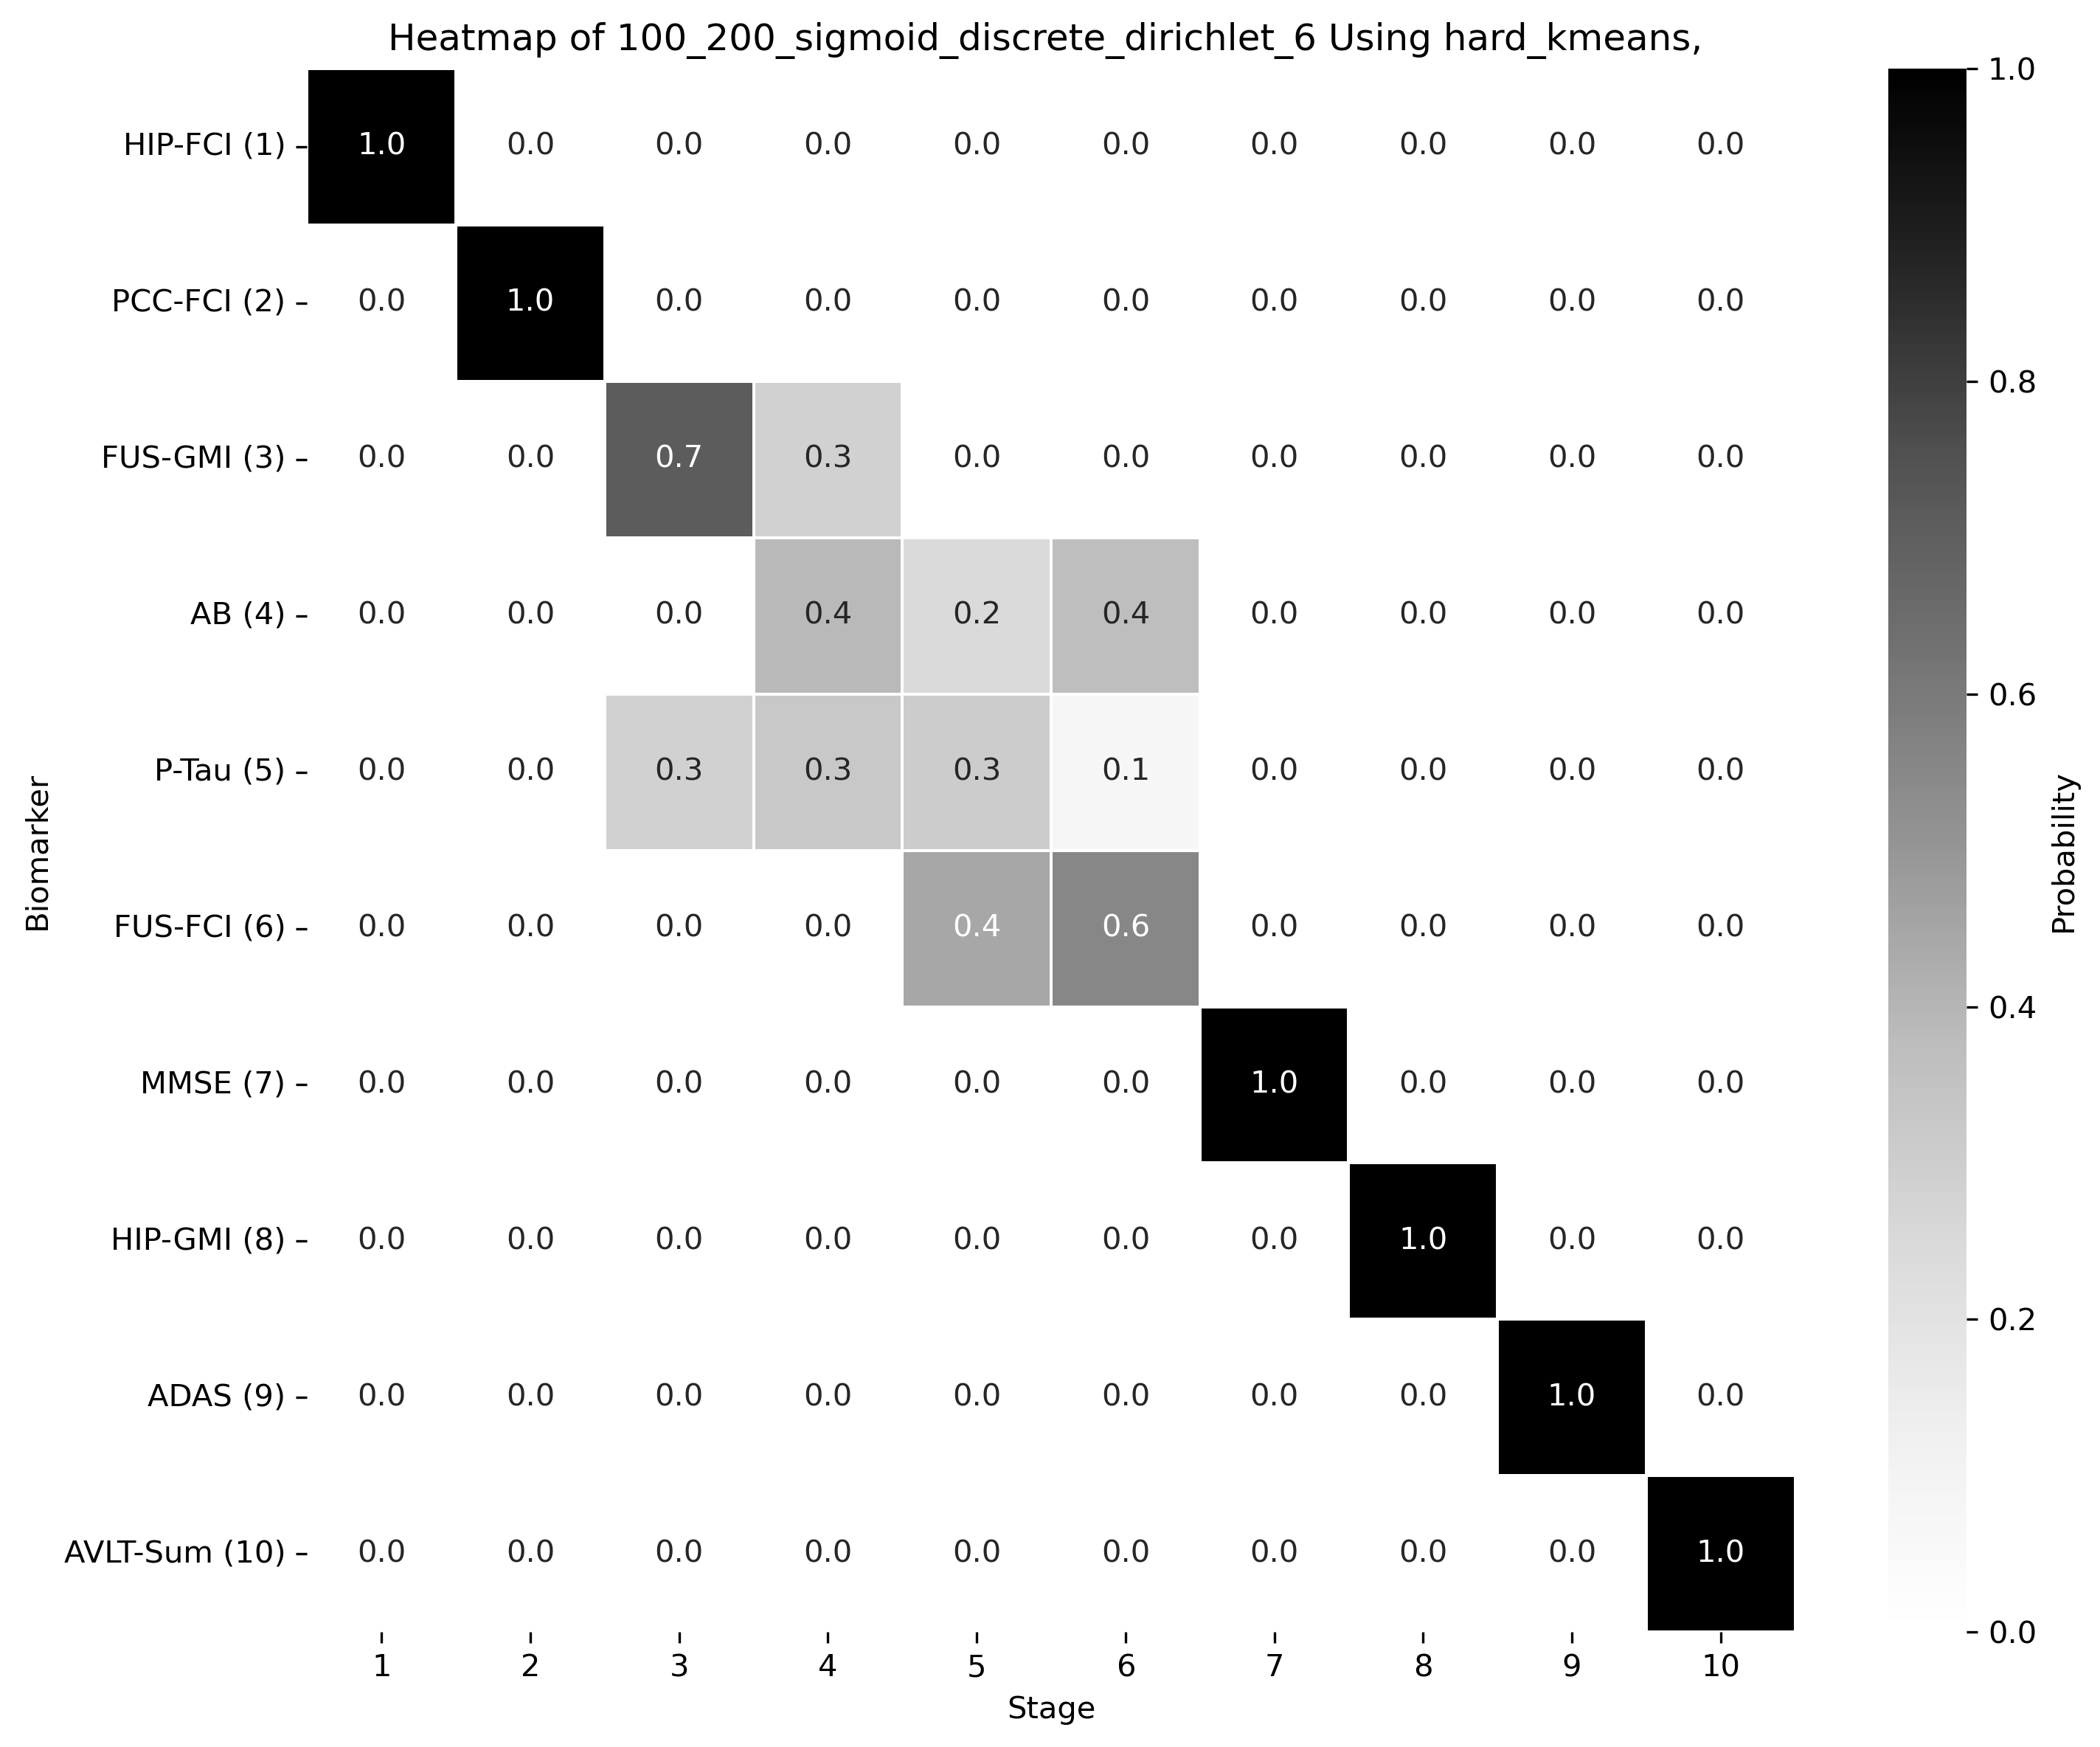 Heatmap of 100_200_sigmoid_discrete_dirichlet_6 Using hard_kmeans,
HIP-FCI (1) 1.0 0.0 0.0 0.0 0.0 0.0 0.0 0.0 0.0 0.0
PCC-FCI (2) 0.0 1.0 0.0 0.0 0.0 0.0 0.0 0.0 0.0 0.0
FUS-GMI (3) 0.0 0.0 0.7 0.3 0.0 0.0 0.0 0.0 0.0 0.0
AB (4) 0.0 0.0 0.0 0.4 0.2 0.4 0.0 0.0 0.0 0.0
P-Tau (5) 0.0 0.0 0.3 0.3 0.3 0.1 0.0 0.0 0.0 0.0
FUS-FCI (6) 0.0 0.0 0.0 0.0 0.4 0.6 0.0 0.0 0.0 0.0
MMSE (7) 0.0 0.0 0.0 0.0 0.0 0.0 1.0 0.0 0.0 0.0
HIP-GMI (8) 0.0 0.0 0.0 0.0 0.0 0.0 0.0 1.0 0.0 0.0
ADAS (9) 0.0 0.0 0.0 0.0 0.0 0.0 0.0 0.0 1.0 0.0
AVLT-Sum (10) 0.0 0.0 0.0 0.0 0.0 0.0 0.0 0.0 0.0 1.0
1 2 3 4 5 6 7 8 9 10
Stage
Biomarker
1.0
0.8
0.6
0.4
0.2
0.0
Probability